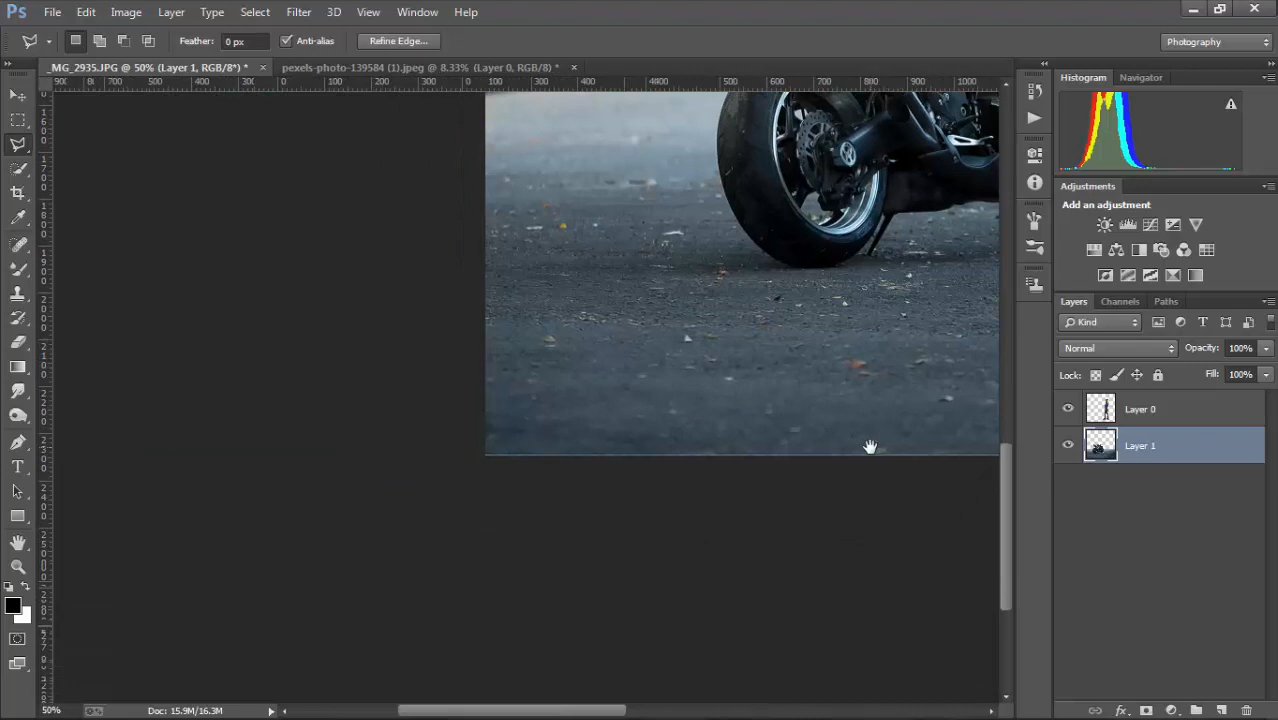 Ps File Edit Image Layer Type Select Filter 3D View Window Help
Feather: 0 px Anti-alias Refine Edge... Photography
_MG_2935.JPG @ 50% (Layer 1, RGB/8*) * × pexels-photo-139584 (1).jpeg @ 8.33% (Layer 0, RGB/8) * ×
Histogram Navigator
Adjustments
Add an adjustment
Layers Channels Paths
Kind
Normal Opacity: 100%
Lock: Fill: 100%
Layer 0
Layer 1
50% Doc: 15.9M/16.3M